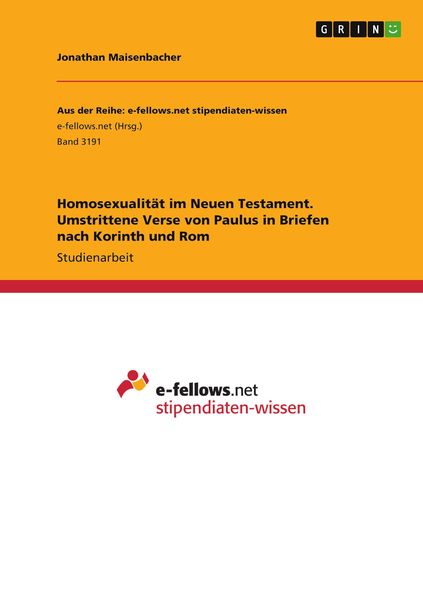 GRIN
Jonathan Maisenbacher
Aus der Reihe: e-fellows.net stipendiaten-wissen
e-fellows.net (Hrsg.)
Band 3191
Homosexualität im Neuen Testament.
Umstrittene Verse von Paulus in Briefen
nach Korinth und Rom
Studienarbeit
e-fellows.net
stipendiaten-wissen